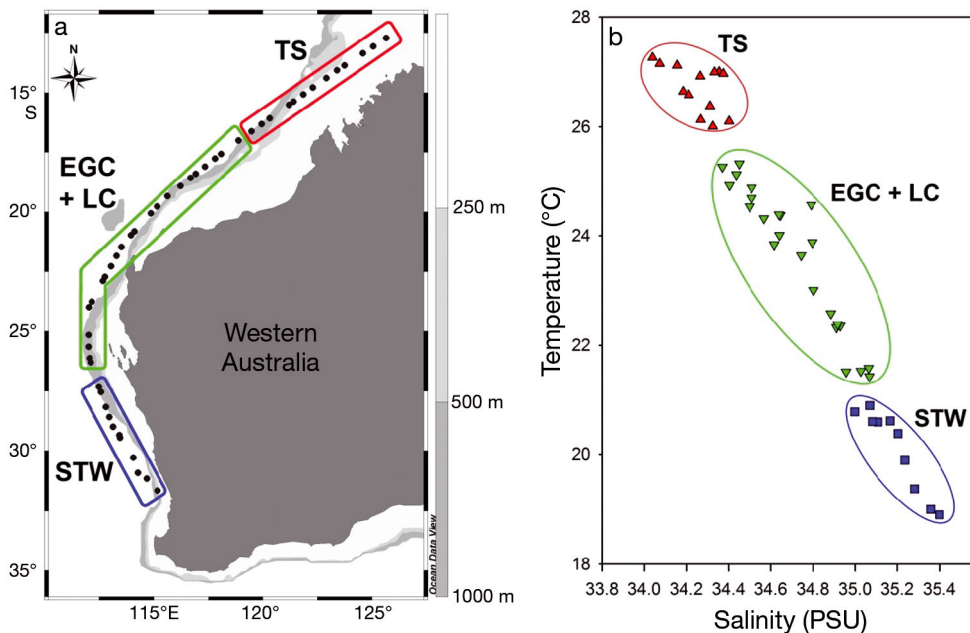 a
N
TS
15°
S
EGC
+ LC
20°
250 m
25°
Western
Australia
500 m
30°
STW
35°
Ocean Data View
1000 m
115°E
120°
125°
b
28
TS
26
EGC + LC
24
Temperature (°C)
22
STW
20
18
33.8
34.0
34.2
34.4
34.6
34.8
35.0
35.2
35.4
Salinity (PSU)